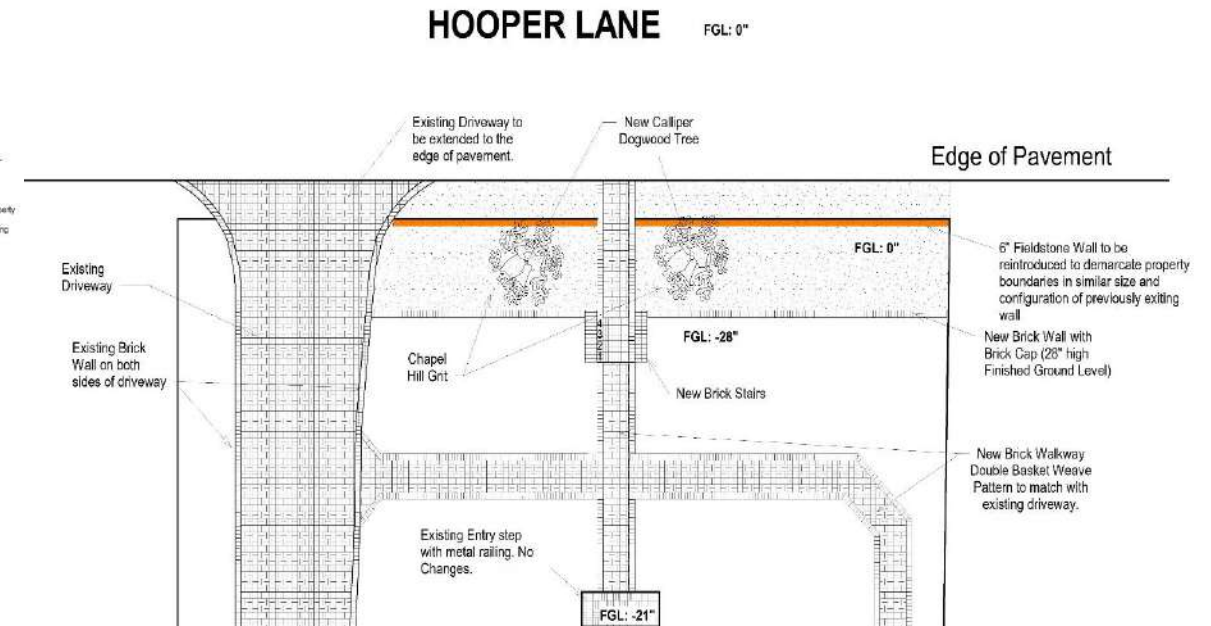 HOOPER LANE FGL: 0"
Existing Driveway to
be extended to the
edge of pavement.
New Calliper
Dogwood Tree
Edge of Pavement
FGL: 0"
6" Fieldstone Wall to be
reintroduced to demarcate property
boundaries in similar size and
configuration of previously exiting
wall
Existing
Driveway
FGL: -28"
New Brick Wall with
Brick Cap (28" high
Finished Ground Level)
Existing Brick
Wall on both
sides of driveway
Chapel
Hill Grit
New Brick Stairs
New Brick Walkway
Double Basket Weave
Pattern to match with
existing driveway.
Existing Entry step
with metal railing. No
Changes.
FGL: -21"